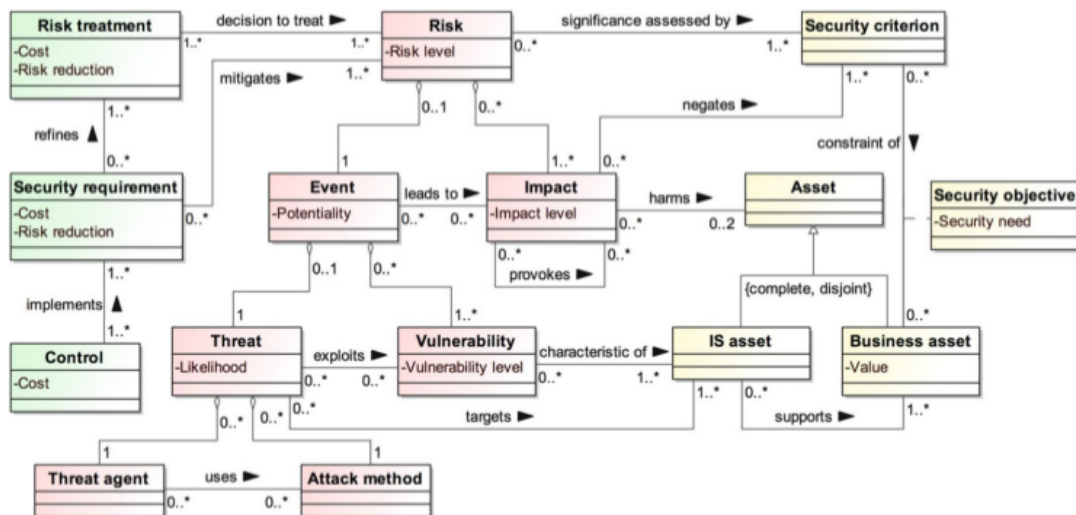 Risk treatment
-Cost
-Risk reduction
decision to treat
1..*
1..*
Risk
-Risk level
significance assessed by
0..*
1..*
Security criterion
mitigates
1..*
0..1
0..*
1..*
0..*
refines
1..*
0..*
negates
constraint of
1
1..*
0..*
Security requirement
-Cost
-Risk reduction
0..*
Event
-Potentiality
leads to
0..*
0..*
Impact
-Impact level
harms
0..*
0..2
Asset
Security objective
-Security need
0..1
0..*
0..*
0..*
provokes
1..*
implements
1..*
1
1..*
{complete, disjoint}
0..*
Control
-Cost
Threat
-Likelihood
exploits
0..*
0..*
Vulnerability
-Vulnerability level
characteristic of
0..*
1..*
IS asset
Business asset
-Value
0..*
0..*
0..*
targets
1..*
0..*
supports
1..*
1
1
Threat agent
uses
0..*
0..*
Attack method